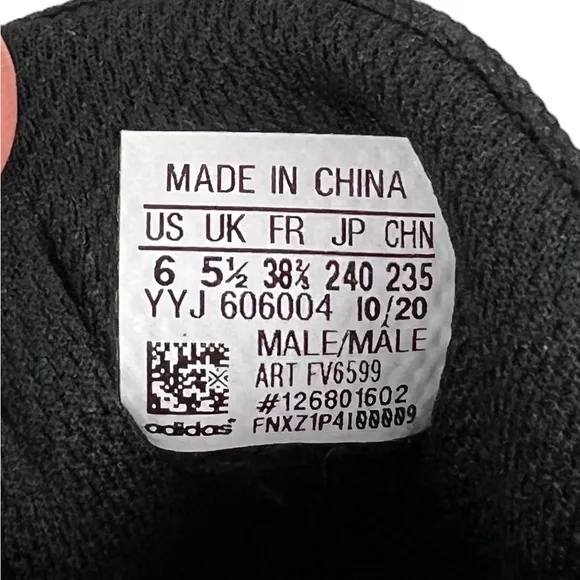 MADE IN CHINA
US UK FR JP CHN
6 5½ 38⅔ 240 235
YYJ 606004 10/20
MALE/MÂLE
ART FV6599
#126801602
adidas FNXZ1P4I00009